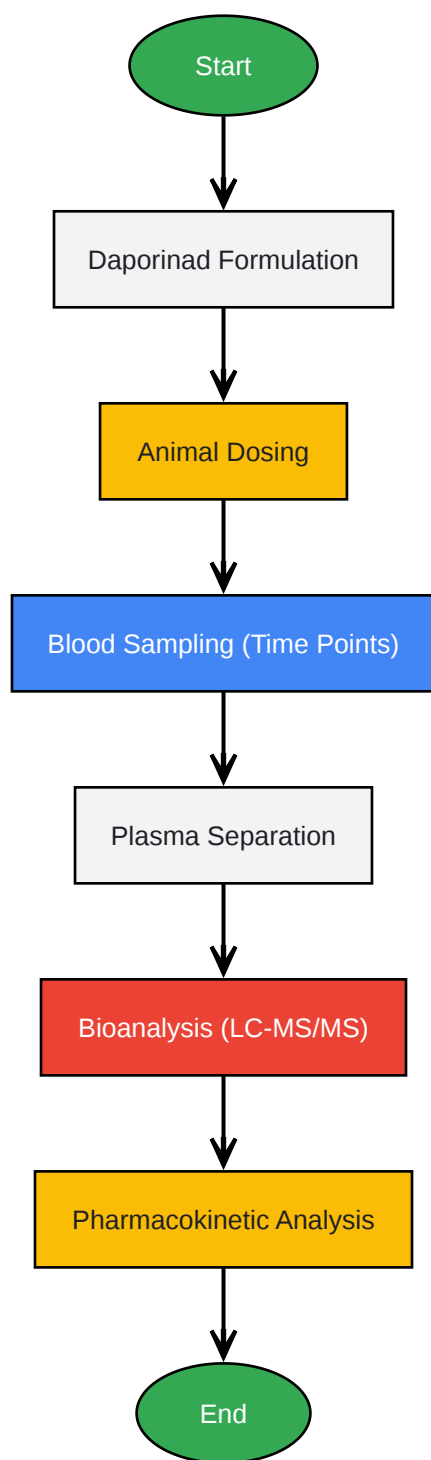 Start
Daporinad Formulation
Animal Dosing
Blood Sampling (Time Points)
Plasma Separation
Bioanalysis (LC-MS/MS)
Pharmacokinetic Analysis
End